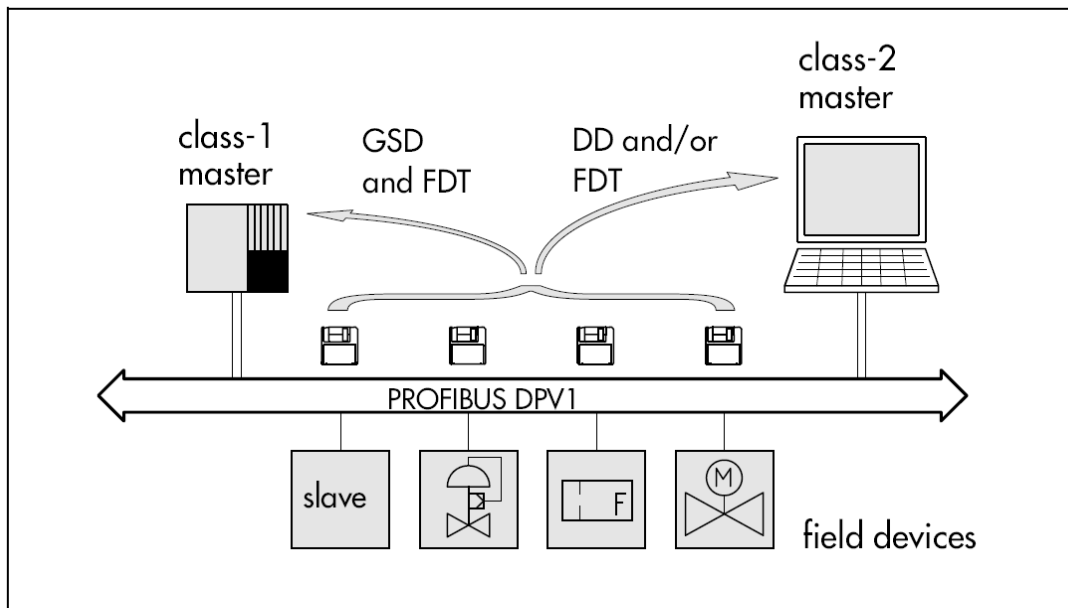 class-2
master
class-1
master
GSD
and FDT
DD and/or
FDT
PROFIBUS DPV1
slave
F
M
field devices